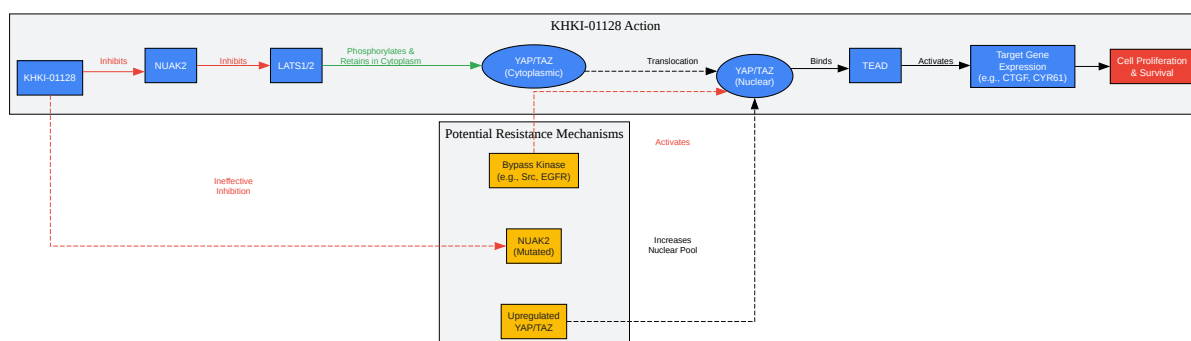 KHKI-01128 Action
KHKI-01128
Inhibits
NUAK2
Inhibits
LATS1/2
Phosphorylates &
Retains in Cytoplasm
YAP/TAZ
(Cytoplasmic)
Translocation
YAP/TAZ
(Nuclear)
Binds
TEAD
Activates
Target Gene
Expression
(e.g., CTGF, CYR61)
Cell Proliferation
& Survival
Potential Resistance Mechanisms
Activates
Bypass Kinase
(e.g., Src, EGFR)
Ineffective
Inhibition
NUAK2
(Mutated)
Increases
Nuclear Pool
Upregulated
YAP/TAZ